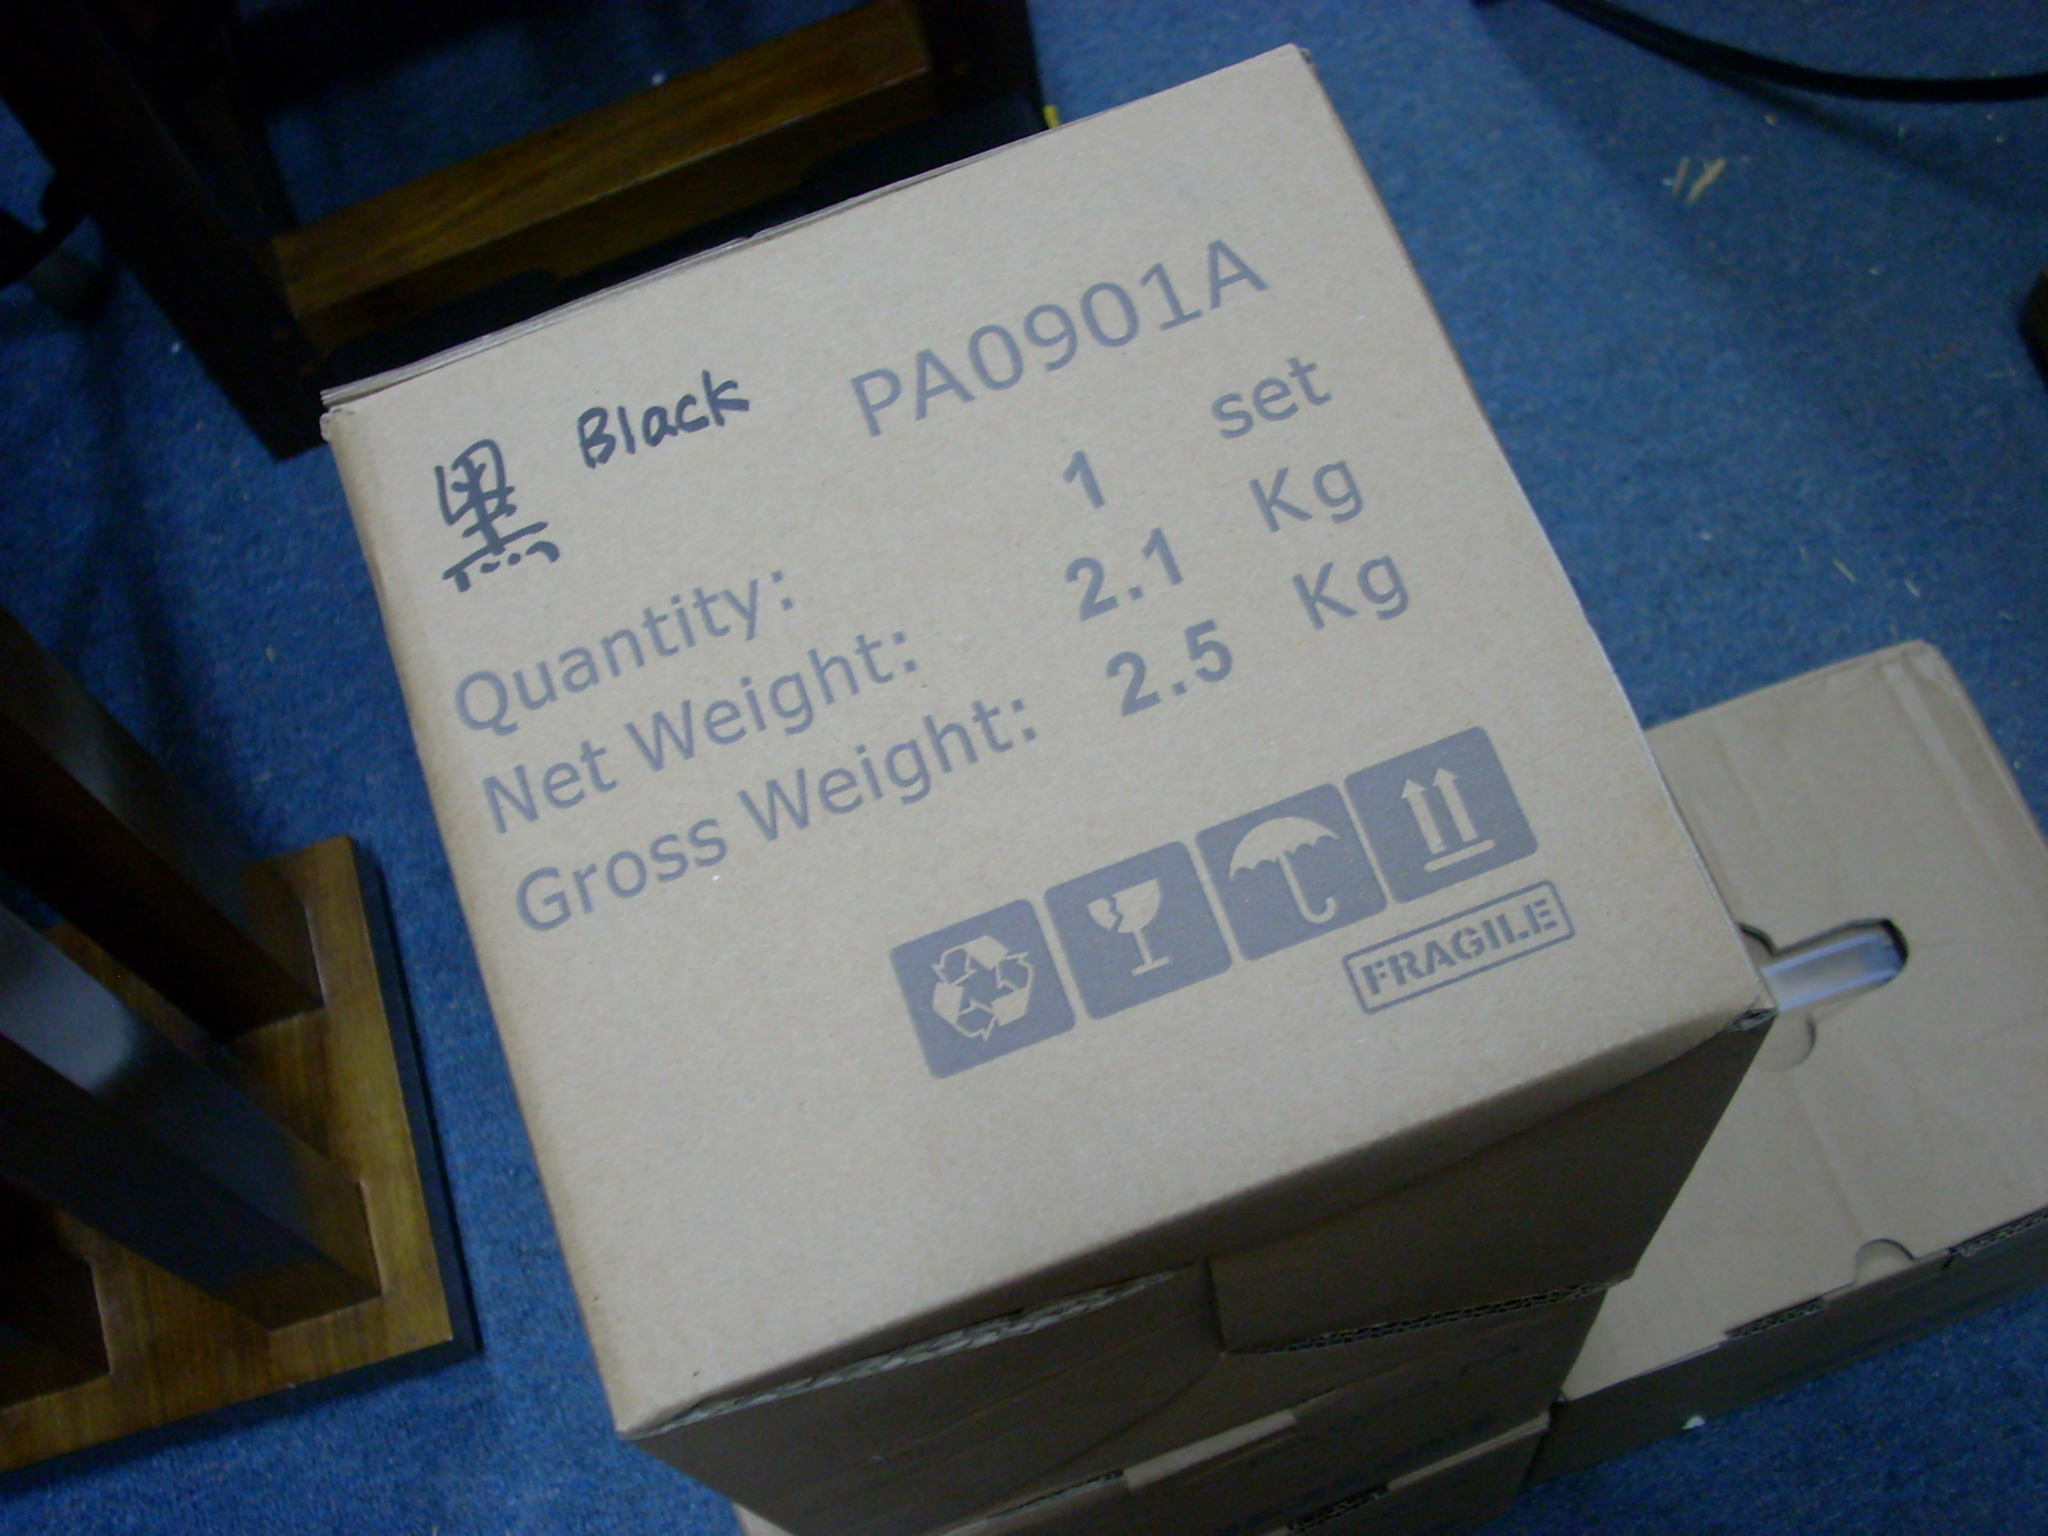 黑 Black PA0901A
Quantity: 1 set
Net Weight: 2.1 Kg
Gross Weight: 2.5 Kg
FRAGILE